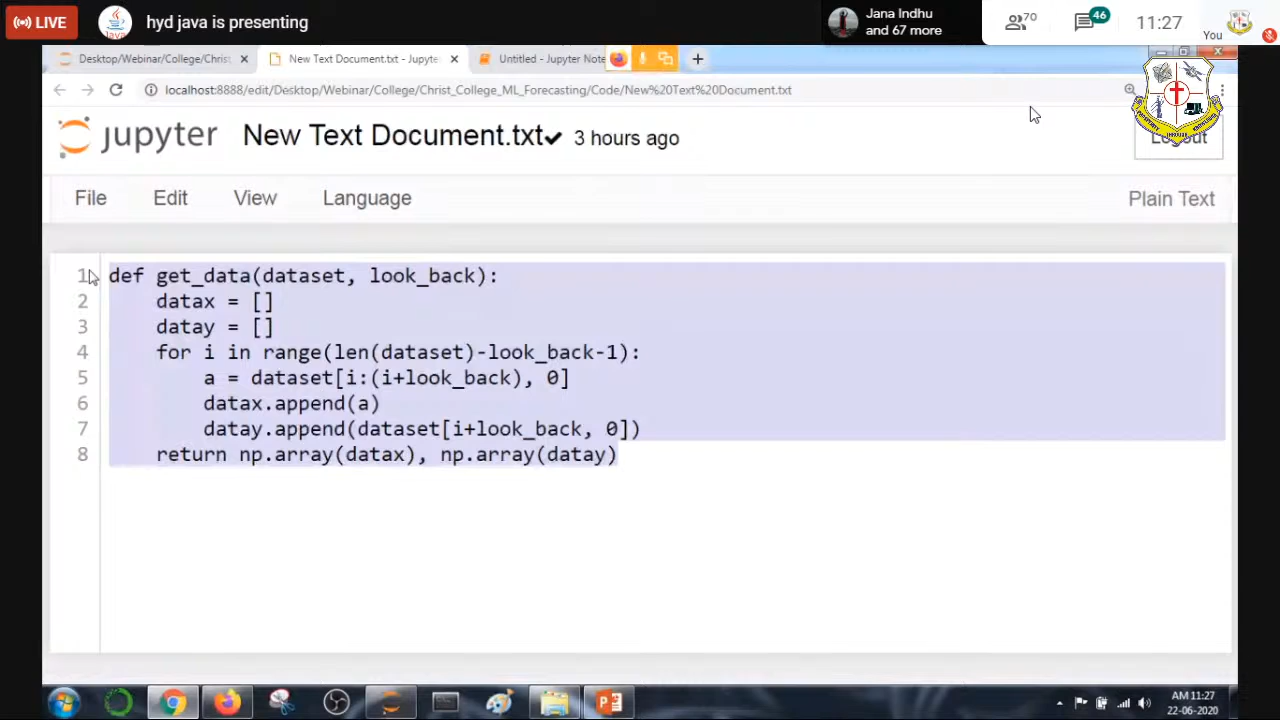 LIVE
Java
hyd java is presenting
Jana Indhu
and 67 more
70
46
11:27
You
Desktop/Webinar/College/Christ
New Text Document.txt - Jupyte
Untitled - Jupyter Note
localhost:8888/edit/Desktop/Webinar/College/Christ_College_ML_Forecasting/Code/New%20Text%20Document.txt
jupyter
New Text Document.txt
3 hours ago
Logout
File
Edit
View
Language
Plain Text
1 def get_data(dataset, look_back):
2 datax = []
3 datay = []
4 for i in range(len(dataset)-look_back-1):
5 a = dataset[i:(i+look_back), 0]
6 datax.append(a)
7 datay.append(dataset[i+look_back, 0])
8 return np.array(datax), np.array(datay)
AM 11:27
22-06-2020